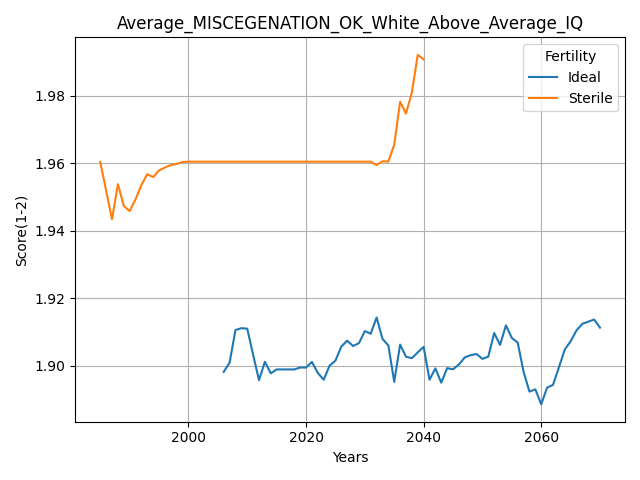 Average_MISCEGENATION_OK_White_Above_Average_IQ
Fertility
Ideal
Sterile
Score(1-2)
1.98
1.96
1.94
1.92
1.90
2000 2020 2040 2060
Years